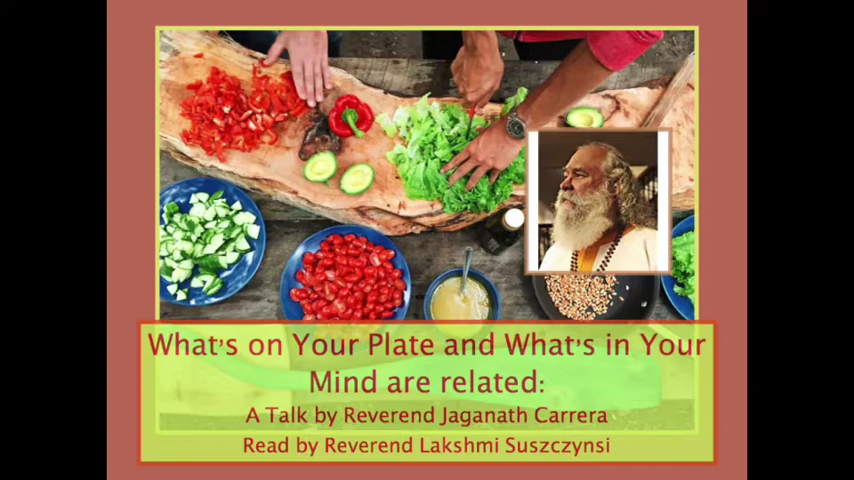 What's on Your Plate and What's in Your
Mind are related:
A Talk by Reverend Jaganath Carrera
Read by Reverend Lakshmi Suszczynsi